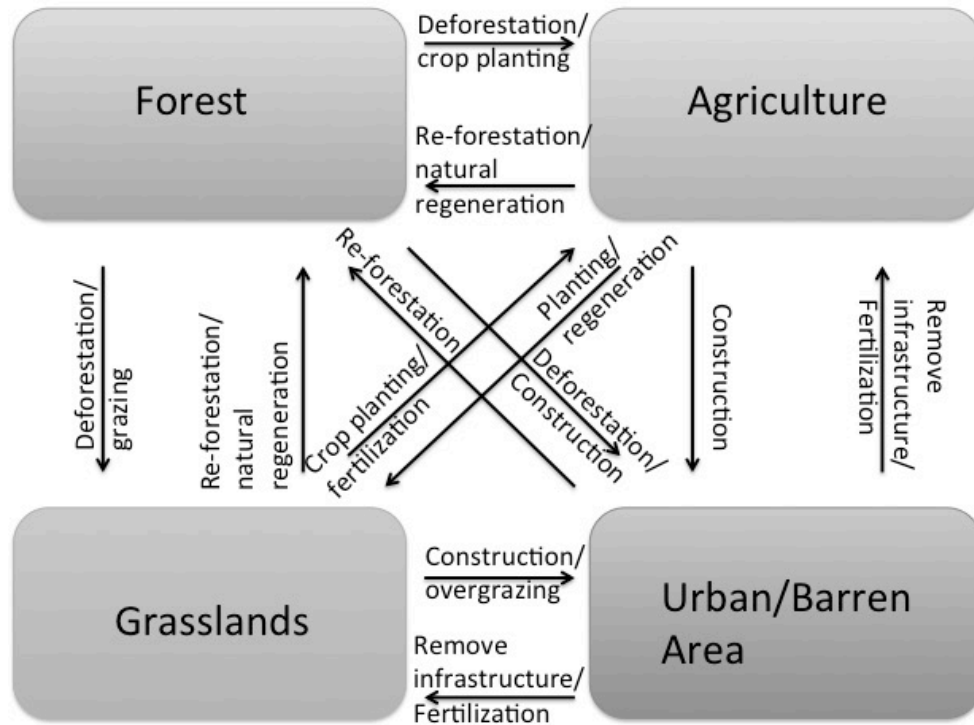 Deforestation/
crop planting
Forest
Agriculture
Re-forestation/
natural
regeneration
Deforestation/
grazing
Re-forestation/
natural
regeneration
Re-forestation
Crop planting/
fertilization
Planting/
regeneration
Deforestation/
Construction
Construction
Remove
infrastructure/
Fertilization
Grasslands
Construction/
overgrazing
Remove
infrastructure/
Fertilization
Urban/Barren
Area